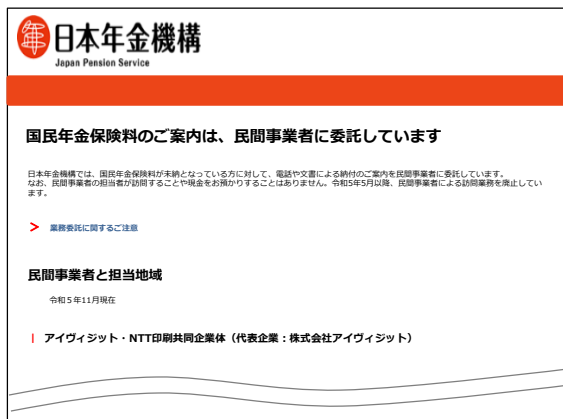 年
日本年金機構
Japan Pension Service
国民年金保険料のご案内は、民間事業者に委託しています
日本年金機構では、国民年金保険料が未納となっている方に対して、電話や文書による納付のご案内を民間事業者に委託しています。
なお、民間事業者の担当者が訪問することや現金をお預かりすることはありません。令和5年5月以降、民間事業者による訪問業務を廃止してい
ます。
> 業務委託に関するご注意
民間事業者と担当地域
令和５年11月現在
| アイヴィジット・NTT印刷共同企業体（代表企業：株式会社アイヴィジット）